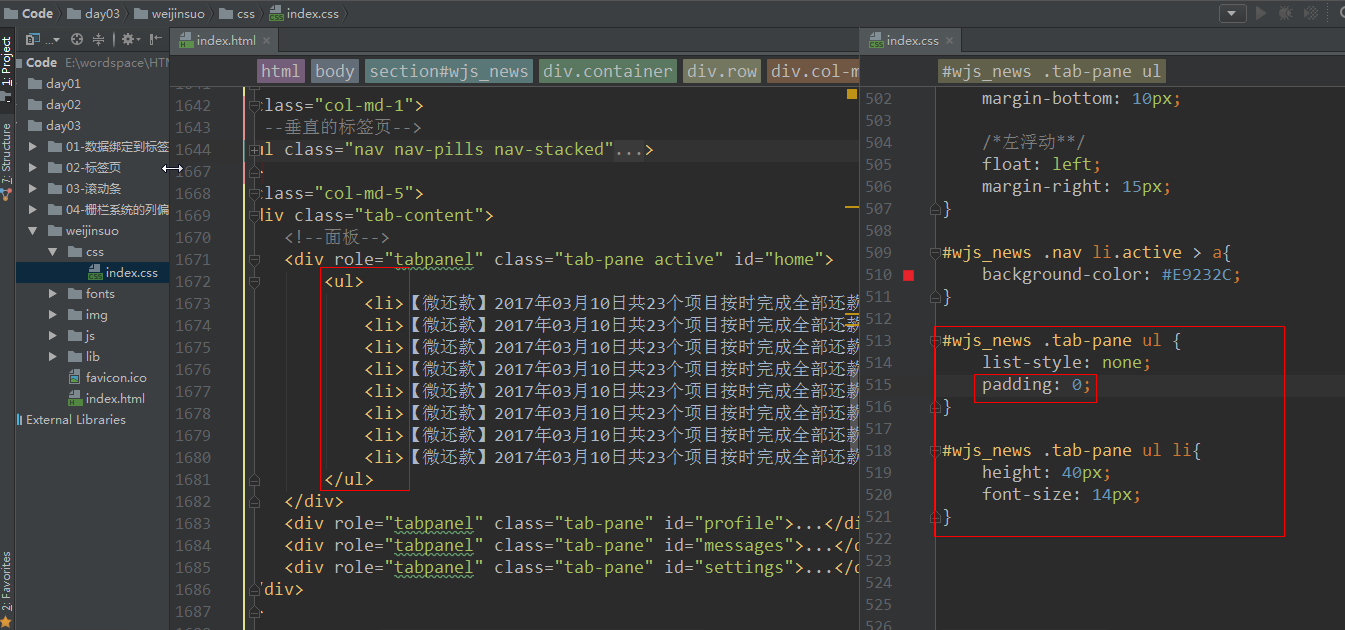 Code day03 weijinsuo css index.css
1: Project
7: Structure
2: Favorites
Code E:\wordspace\HTM
day01
day02
day03
01-数据绑定到标签
02-标签页
03-滚动条
04-栅栏系统的列偏
weijinsuo
css
index.css
fonts
img
js
lib
favicon.ico
index.html
External Libraries
index.html
html body section#wjs_news div.container div.row div.col-m
1641
1642 class="col-md-1">
1643 --垂直的标签页-->
1644 ul class="nav nav-pills nav-stacked"...>
1667
1668 class="col-md-5">
1669 div class="tab-content">
1670 <!--面板-->
1671 <div role="tabpanel" class="tab-pane active" id="home">
1672 <ul>
1673 <li>【微还款】2017年03月10日共23个项目按时完成全部还款
1674 <li>【微还款】2017年03月10日共23个项目按时完成全部还款
1675 <li>【微还款】2017年03月10日共23个项目按时完成全部还款
1676 <li>【微还款】2017年03月10日共23个项目按时完成全部还款
1677 <li>【微还款】2017年03月10日共23个项目按时完成全部还款
1678 <li>【微还款】2017年03月10日共23个项目按时完成全部还款
1679 <li>【微还款】2017年03月10日共23个项目按时完成全部还款
1680 <li>【微还款】2017年03月10日共23个项目按时完成全部还款
1681 </ul>
1682 </div>
1683 <div role="tabpanel" class="tab-pane" id="profile">...</di
1684 <div role="tabpanel" class="tab-pane" id="messages">...</d
1685 <div role="tabpanel" class="tab-pane" id="settings">...</d
1686 /div>
1687
index.css
#wjs_news .tab-pane ul
502 margin-bottom: 10px;
503
504 /*左浮动**/
505 float: left;
506 margin-right: 15px;
507 }
508
509 #wjs_news .nav li.active > a{
510 background-color: #E9232C;
511 }
512
513 #wjs_news .tab-pane ul {
514 list-style: none;
515 padding: 0;
516 }
517
518 #wjs_news .tab-pane ul li{
519 height: 40px;
520 font-size: 14px;
521 }
522
523
524
525
526